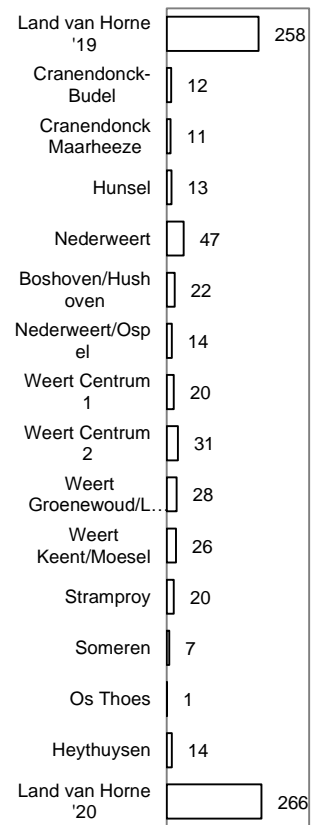 Land van Horne
'19
258
Cranendonck-
Budel
12
Cranendonck
Maarheeze
11
Hunsel
13
Nederweert
47
Boshoven/Hush
oven
22
Nederweert/Osp
el
14
Weert Centrum
1
20
Weert Centrum
2
31
Weert
Groenewoud/L…
28
Weert
Keent/Moesel
26
Stramproy
20
Someren
7
Os Thoes
1
Heythuysen
14
Land van Horne
'20
266